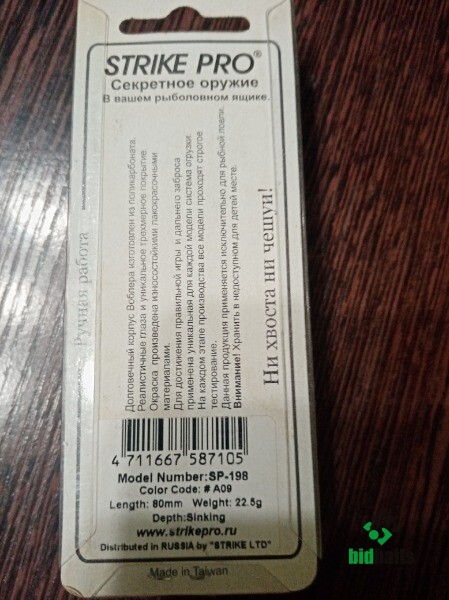 STRIKE PRO®
Секретное оружие
В вашем рыболовном ящике.
Ручная работа
Долговечный корпус Воблера изготовлен из поликарбоната.
Реалистичные глаза и уникальное трехмерное покрытие
Окраска произведена износостойкими лакокрасочными
материалами.
Для достижения правильной игры и дальнего заброса
применена уникальная для каждой модели система огрузки
На каждом этапе производства все модели проходят строгое
тестирование.
Данная продукция применяется исключительно для рыбной ловли.
Внимание! Хранить в недоступном для детей месте.
Ни хвоста ни чешуи!
4 711667 587105
Model Number:SP-198
Color Code: # A09
Length: 80mm Weight: 22.5g
Depth:Sinking
www.strikepro.ru
Distributed in RUSSIA by "STRIKE LTD"
Made in Taiwan